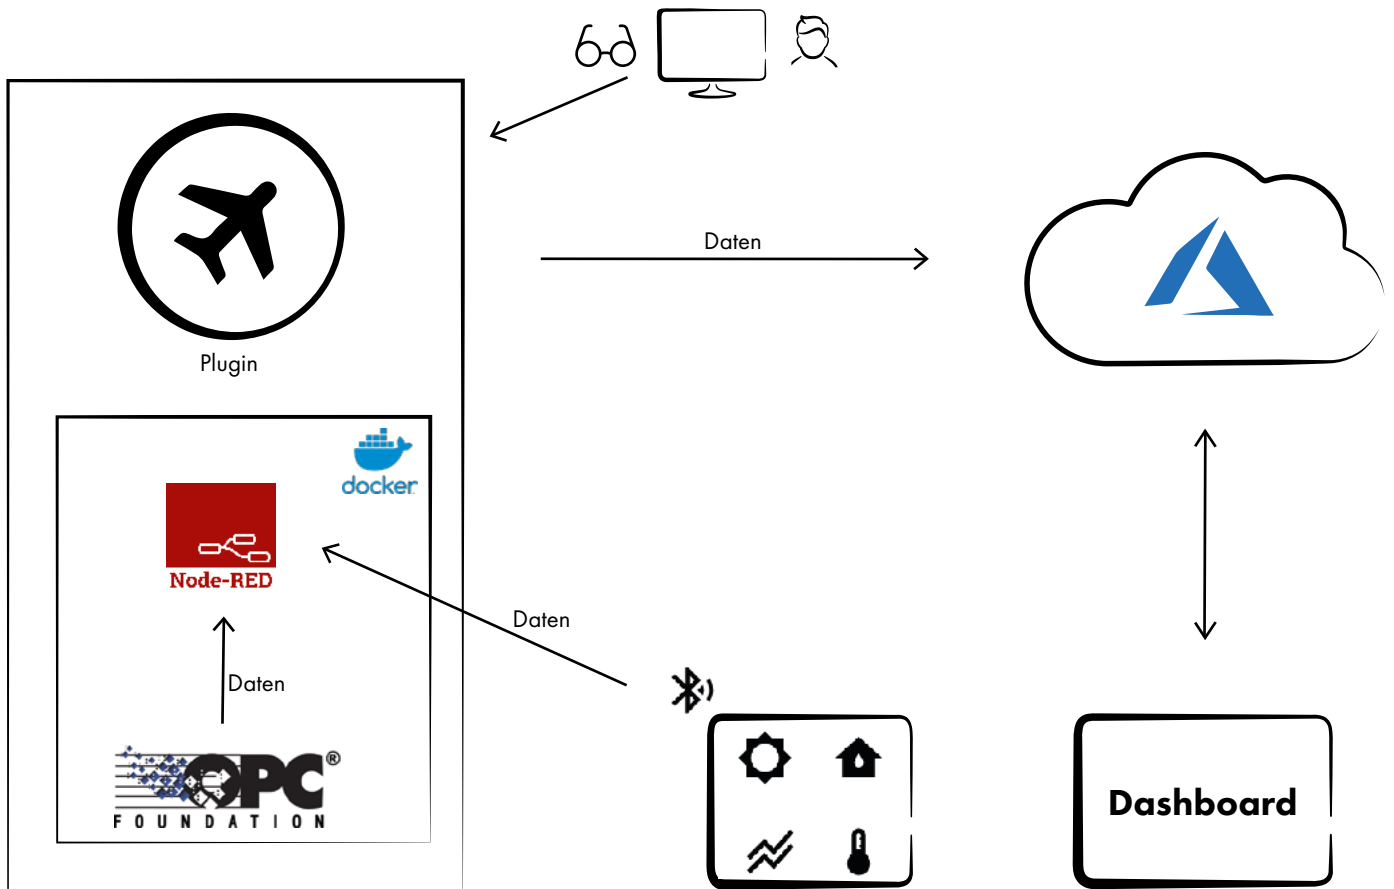 Daten
Plugin
docker
Node-RED
Daten
Daten
OPC®
FOUNDATION
Dashboard